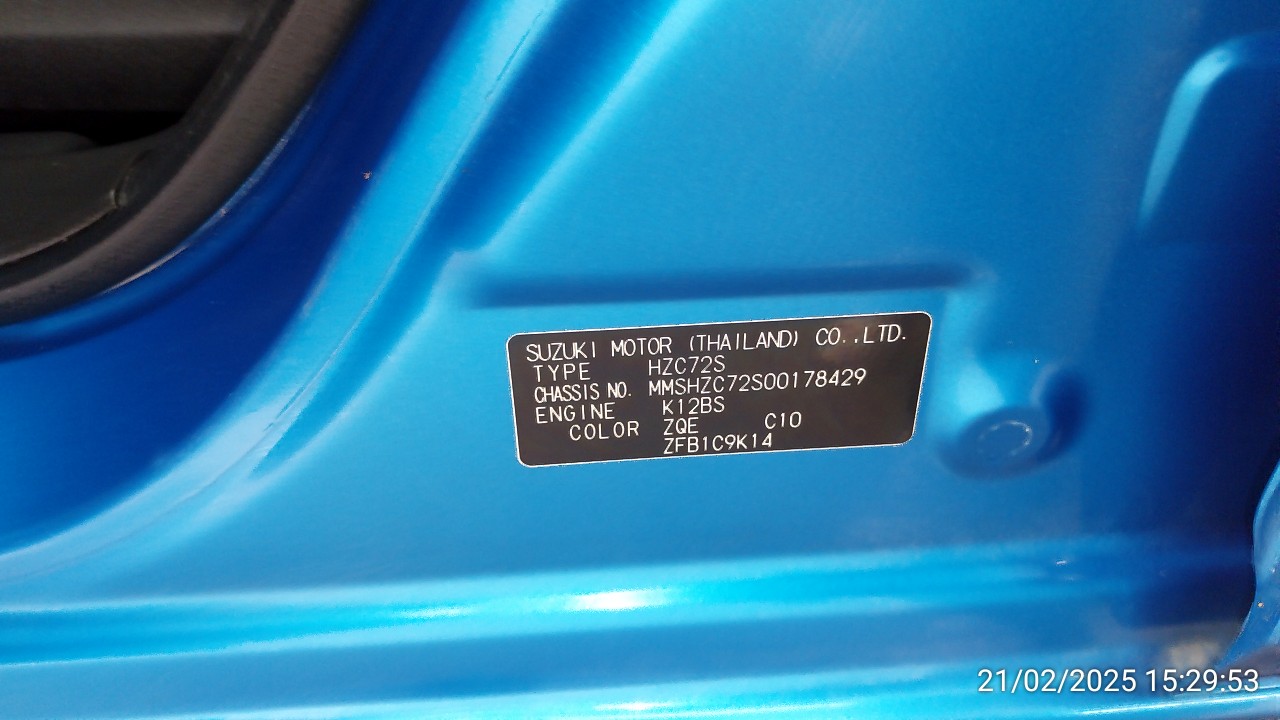 SUZUKI MOTOR (THAILAND) CO.,LTD.
TYPE HZC72S
CHASSIS NO. MMSHZC72S00178429
ENGINE K12BS
COLOR ZQE C10
ZFB1C9K14
21/02/2025 15:29:53